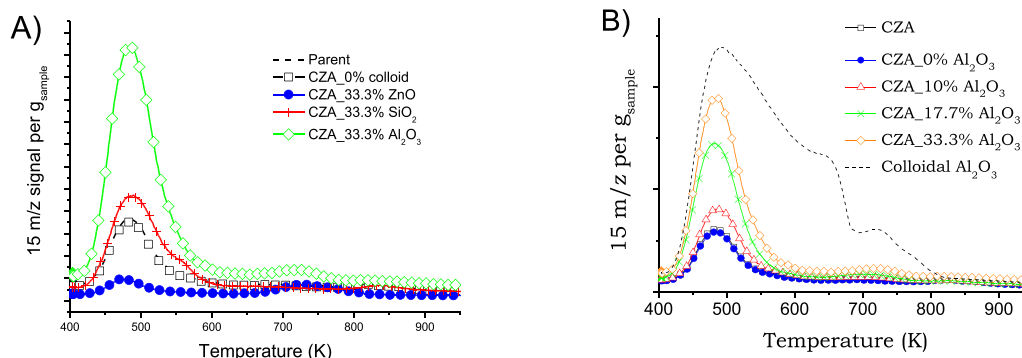 A)
15 m/z signal per g_sample
Parent
CZA_0% colloid
CZA_33.3% ZnO
CZA_33.3% SiO₂
CZA_33.3% Al₂O₃
400 500 600 700 800 900
Temperature (K)
B)
15 m/z per g_sample
CZA
CZA_0% Al₂O₃
CZA_10% Al₂O₃
CZA_17.7% Al₂O₃
CZA_33.3% Al₂O₃
Colloidal Al₂O₃
400 500 600 700 800 900
Temperature (K)